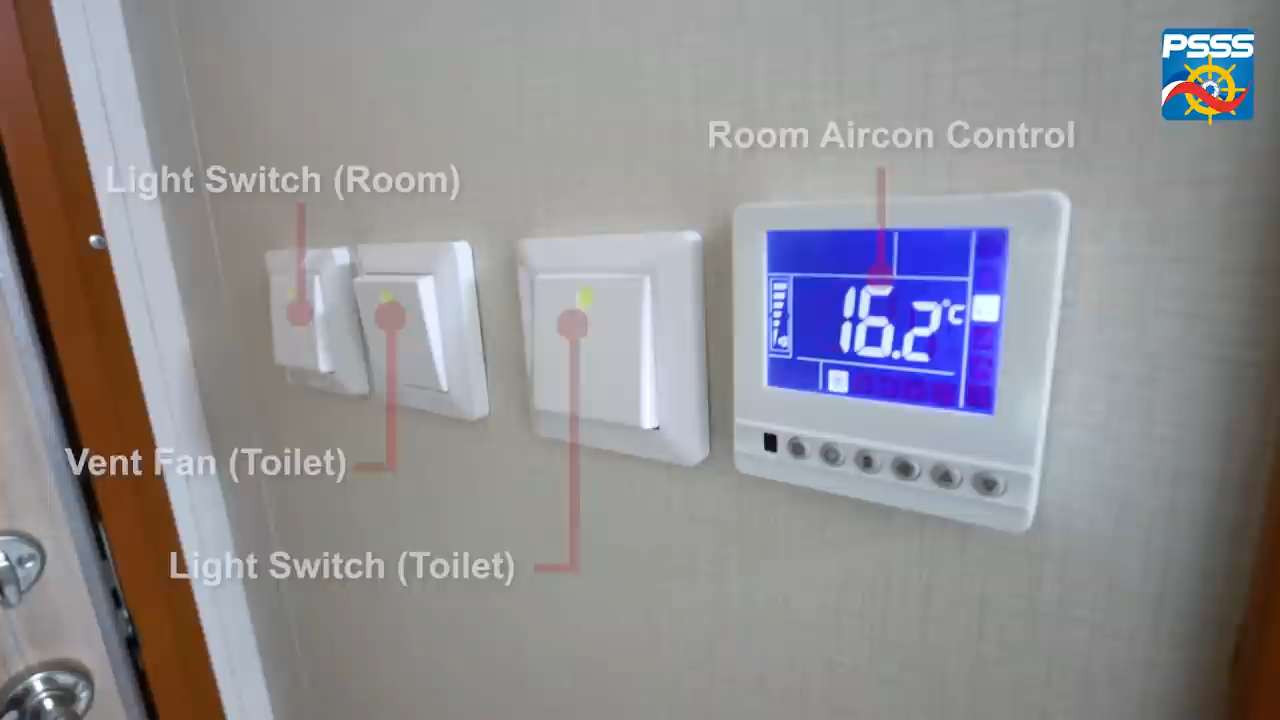 PSSS
Room Aircon Control
Light Switch (Room)
16.2°C
Vent Fan (Toilet)
Light Switch (Toilet)